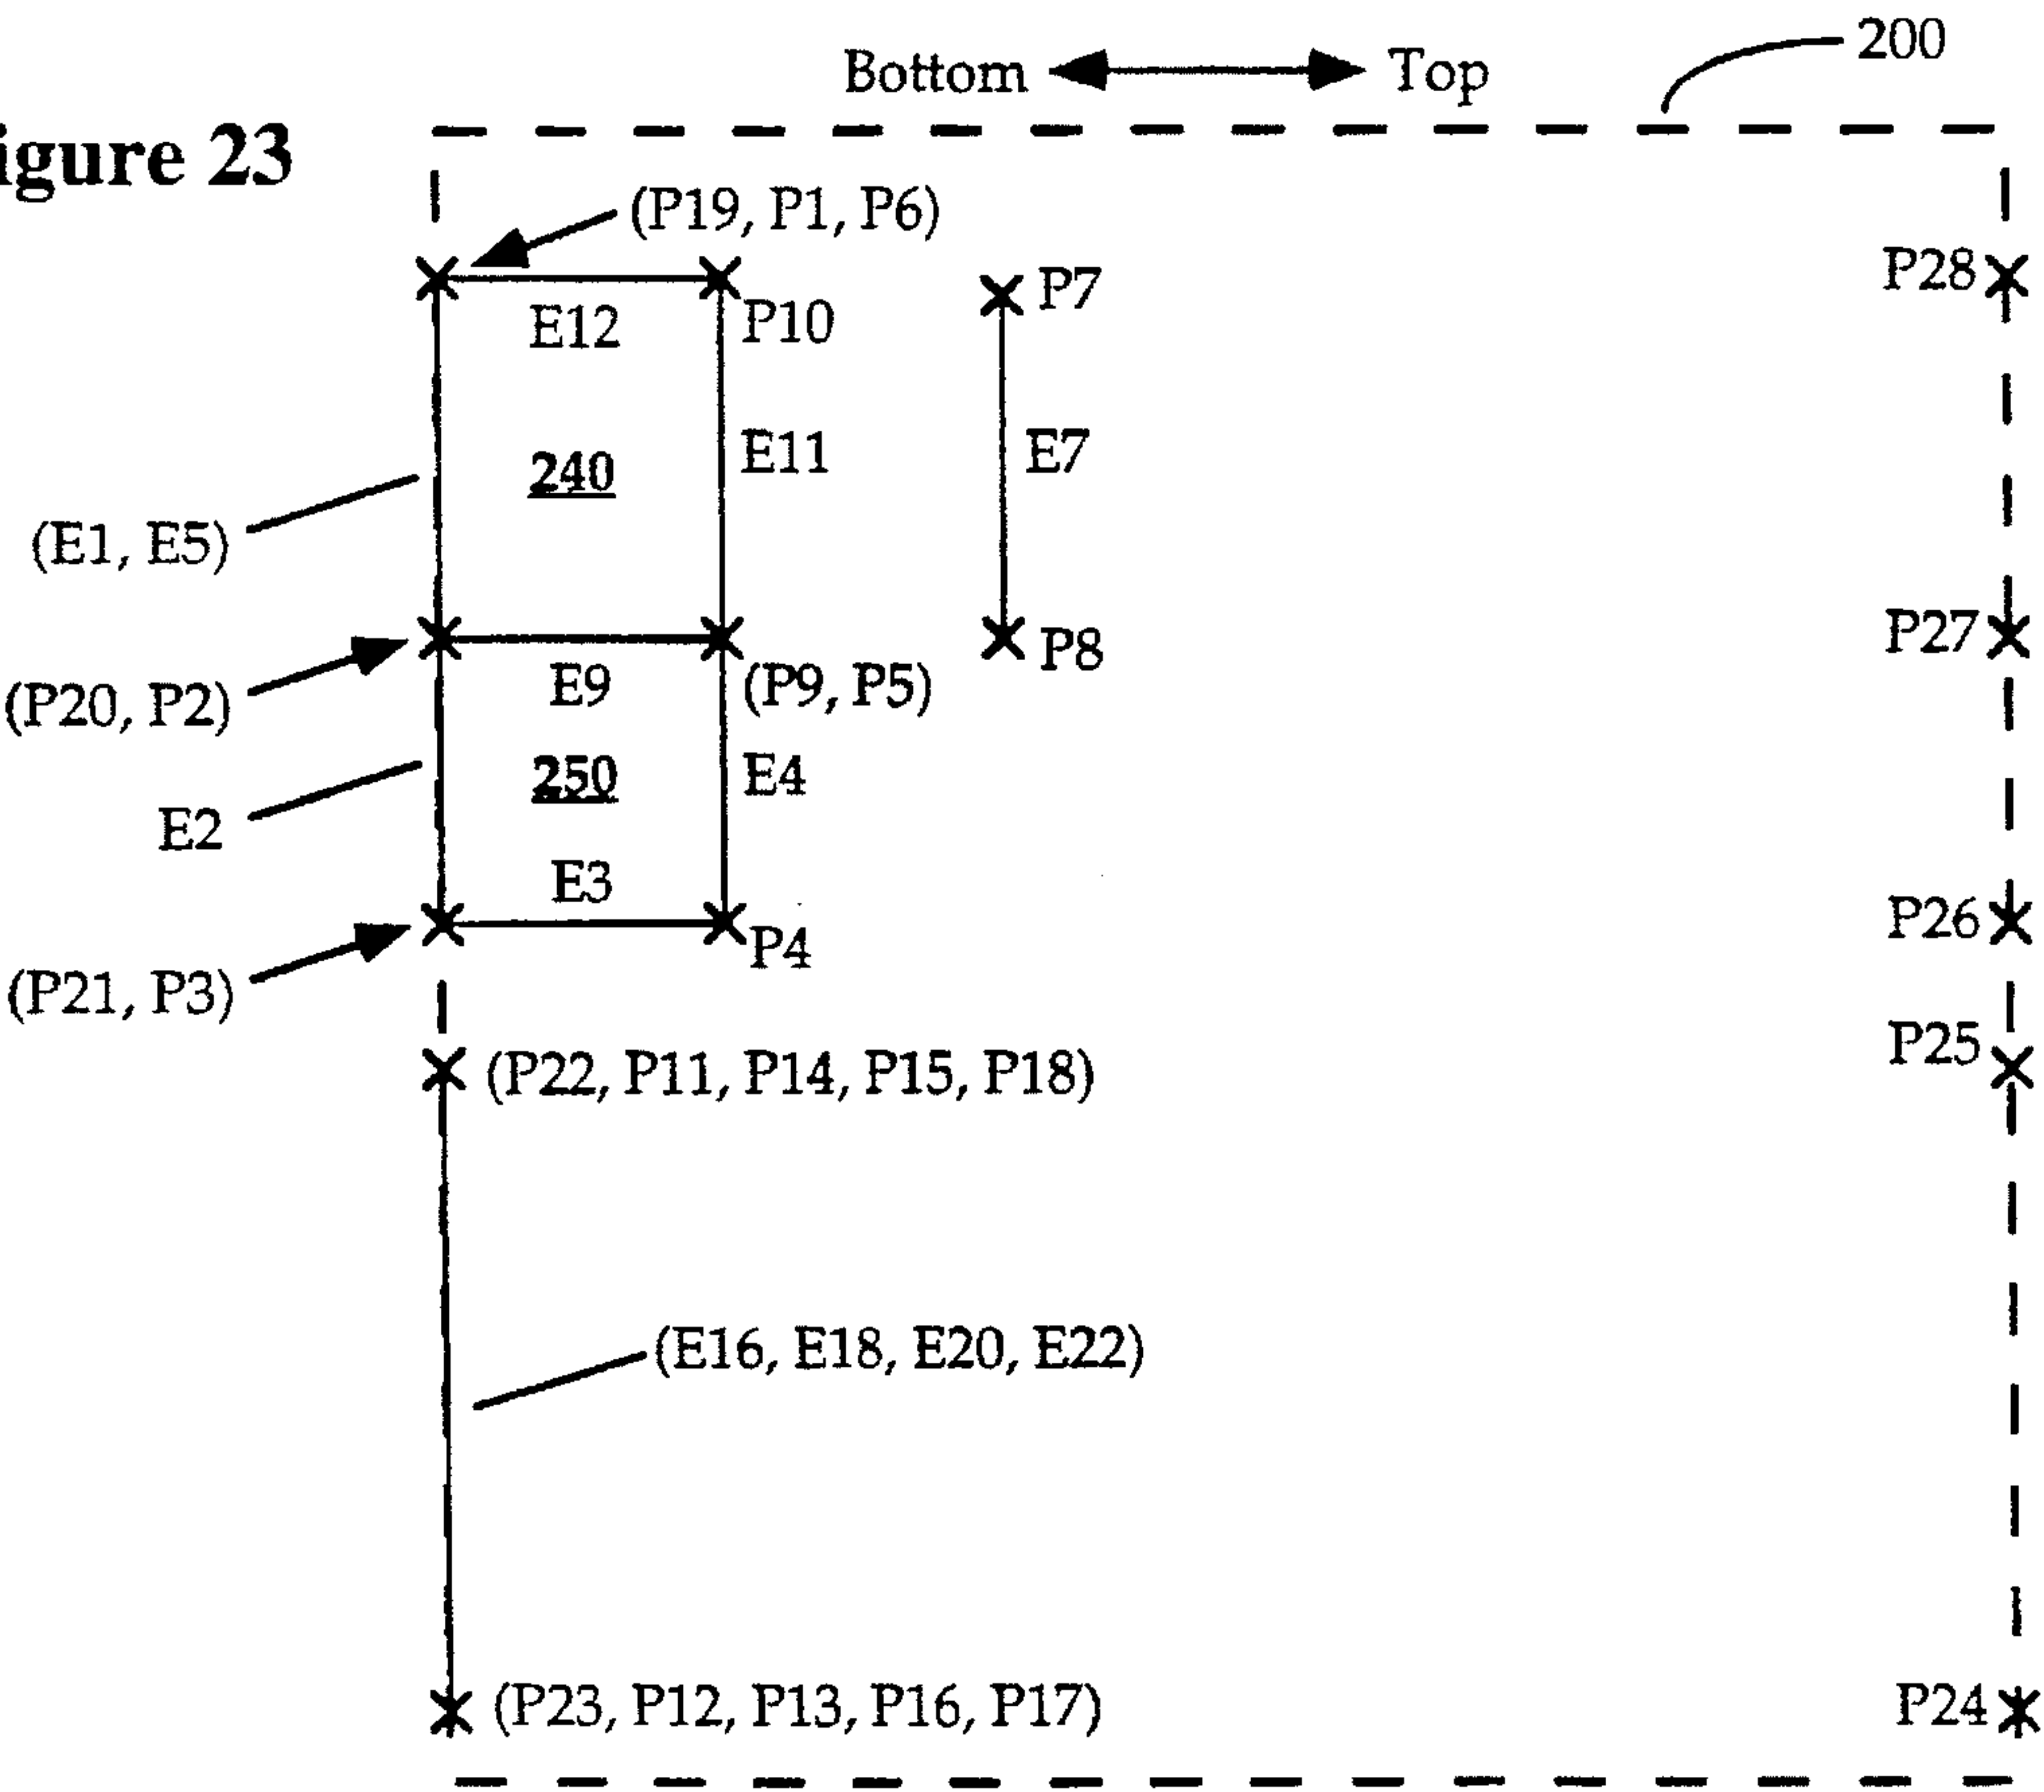 200
Bottom Top
igure 23
(P19, P1, P6)
P28
P7
E12
P10
E11
E7
240
(E1, E5)
P27
P8
(P20, P2)
E9
(P9, P5)
250
E4
E2
E3
P26
P4
(P21, P3)
P25
(P22, P11, P14, P15, P18)
(E16, E18, E20, E22)
(P23, P12, P13, P16, P17)
P24